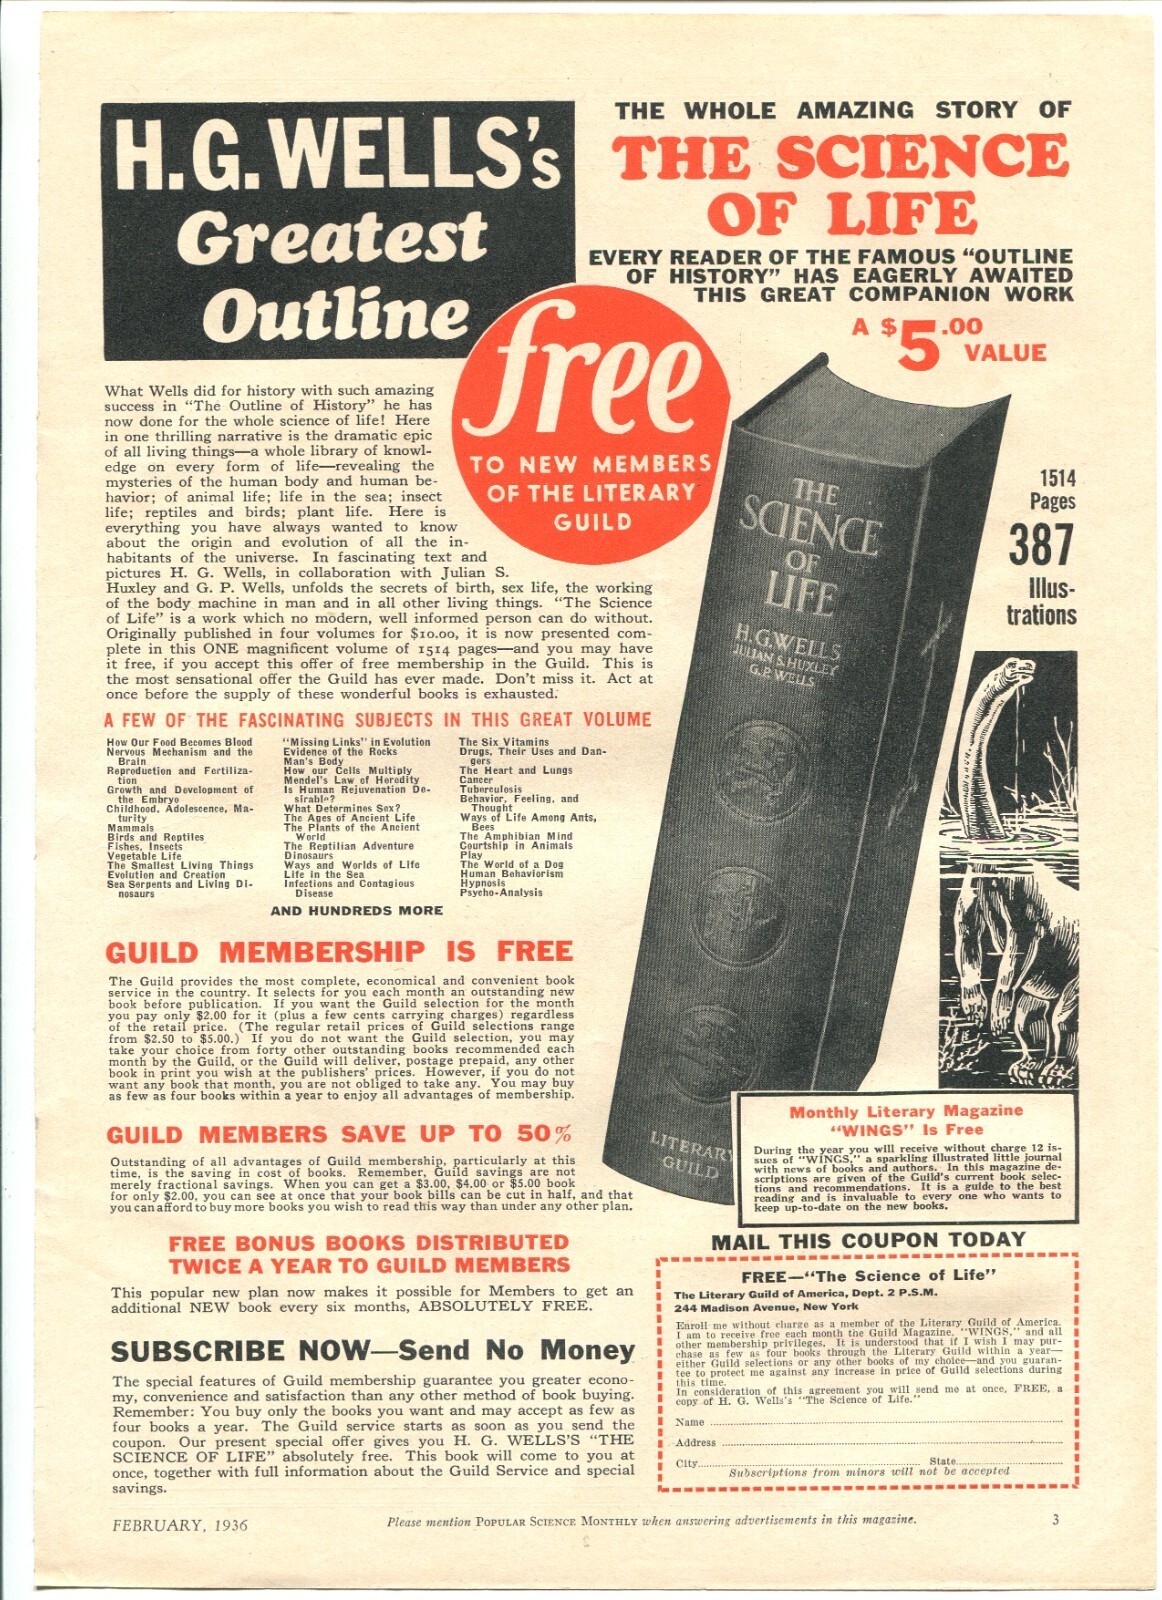 H.G. WELLS's
Greatest
Outline
THE WHOLE AMAZING STORY OF
THE SCIENCE
OF LIFE
EVERY READER OF THE FAMOUS “OUTLINE
OF HISTORY” HAS EAGERLY AWAITED
THIS GREAT COMPANION WORK
A $5.00
VALUE
free
TO NEW MEMBERS
OF THE LITERARY
GUILD
What Wells did for history with such amazing
success in “The Outline of History” he has
now done for the whole science of life! Here
in one thrilling narrative is the dramatic epic
of all living things—a whole library of knowl-
edge on every form of life—revealing the
mysteries of the human body and human be-
havior; of animal life; life in the sea; insect
life; reptiles and birds; plant life. Here is
everything you have always wanted to know
about the origin and evolution of all the in-
habitants of the universe. In fascinating text and
pictures H. G. Wells, in collaboration with Julian S.
Huxley and G. P. Wells, unfolds the secrets of birth, sex life, the working
of the body machine in man and in all other living things. “The Science
of Life” is a work which no modern, well informed person can do without.
Originally published in four volumes for $10.00, it is now presented com-
plete in this ONE magnificent volume of 1514 pages—and you may have
it free, if you accept this offer of free membership in the Guild. This is
the most sensational offer the Guild has ever made. Don't miss it. Act at
once before the supply of these wonderful books is exhausted.
THE
SCIENCE
OF
LIFE
H.G.WELLS
JULIAN S.HUXLEY
G.P. WELLS
LITERARY
GUILD
1514
Pages
387
Illus-
trations
A FEW OF THE FASCINATING SUBJECTS IN THIS GREAT VOLUME
How Our Food Becomes Blood
Nervous Mechanism and the
Brain
Reproduction and Fertiliza-
tion
Growth and Development of
the Embryo
Childhood, Adolescence, Ma-
turity
Mammals
Birds and Reptiles
Fishes, Insects
Vegetable Life
The Smallest Living Things
Evolution and Creation
Sea Serpents and Living Di-
nosaurs
“Missing Links” in Evolution
Evidence of the Rocks
Man's Body
How our Cells Multiply
Mendel's Law of Heredity
Is Human Rejuvenation De-
sirable?
What Determines Sex?
The Ages of Ancient Life
The Plants of the Ancient
World
The Reptilian Adventure
Dinosaurs
Ways and Worlds of Life
Life in the Sea
Infections and Contagious
Disease
The Six Vitamins
Drugs, Their Uses and Dan-
gers
The Heart and Lungs
Cancer
Tuberculosis
Behavior, Feeling, and
Thought
Ways of Life Among Ants,
Bees
The Amphibian Mind
Courtship in Animals
Play
The World of a Dog
Human Behaviorism
Hypnosis
Psycho-Analysis
AND HUNDREDS MORE
GUILD MEMBERSHIP IS FREE
The Guild provides the most complete, economical and convenient book
service in the country. It selects for you each month an outstanding new
book before publication. If you want the Guild selection for the month
you pay only $2.00 for it (plus a few cents carrying charges) regardless
of the retail price. (The regular retail prices of Guild selections range
from $2.50 to $5.00.) If you do not want the Guild selection, you may
take your choice from forty other outstanding books recommended each
month by the Guild, or the Guild will deliver, postage prepaid, any other
book in print you wish at the publishers' prices. However, if you do not
want any book that month, you are not obliged to take any. You may buy
as few as four books within a year to enjoy all advantages of membership.
GUILD MEMBERS SAVE UP TO 50%
Outstanding of all advantages of Guild membership, particularly at this
time, is the saving in cost of books. Remember, Guild savings are not
merely fractional savings. When you can get a $3.00, $4.00 or $5.00 book
for only $2.00, you can see at once that your book bills can be cut in half, and that
you can afford to buy more books you wish to read this way than under any other plan.
FREE BONUS BOOKS DISTRIBUTED
TWICE A YEAR TO GUILD MEMBERS
This popular new plan now makes it possible for Members to get an
additional NEW book every six months, ABSOLUTELY FREE.
SUBSCRIBE NOW—Send No Money
The special features of Guild membership guarantee you greater econo-
my, convenience and satisfaction than any other method of book buying.
Remember: You buy only the books you want and may accept as few as
four books a year. The Guild service starts as soon as you send the
coupon. Our present special offer gives you H. G. WELLS'S “THE
SCIENCE OF LIFE” absolutely free. This book will come to you at
once, together with full information about the Guild Service and special
savings.
Monthly Literary Magazine
“WINGS” Is Free
During the year you will receive without charge 12 is-
sues of “WINGS,” a sparkling illustrated little journal
with news of books and authors. In this magazine de-
scriptions are given of the Guild's current book selec-
tions and recommendations. It is a guide to the best
reading and is invaluable to every one who wants to
keep up-to-date on the new books.
MAIL THIS COUPON TODAY
FREE—“The Science of Life”
The Literary Guild of America, Dept. 2 P.S.M.
244 Madison Avenue, New York
Enroll me without charge as a member of the Literary Guild of America.
I am to receive free each month the Guild Magazine, “WINGS,” and all
other membership privileges. It is understood that if I wish I may pur-
chase as few as four books through the Literary Guild within a year—
either Guild selections or any other books of my choice—and you guaran-
tee to protect me against any increase in price of Guild selections during
this time.
In consideration of this agreement you will send me at once, FREE, a
copy of H. G. Wells's “The Science of Life.”
Name
Address
City State
Subscriptions from minors will not be accepted
FEBRUARY, 1936
Please mention POPULAR SCIENCE MONTHLY when answering advertisements in this magazine.
3